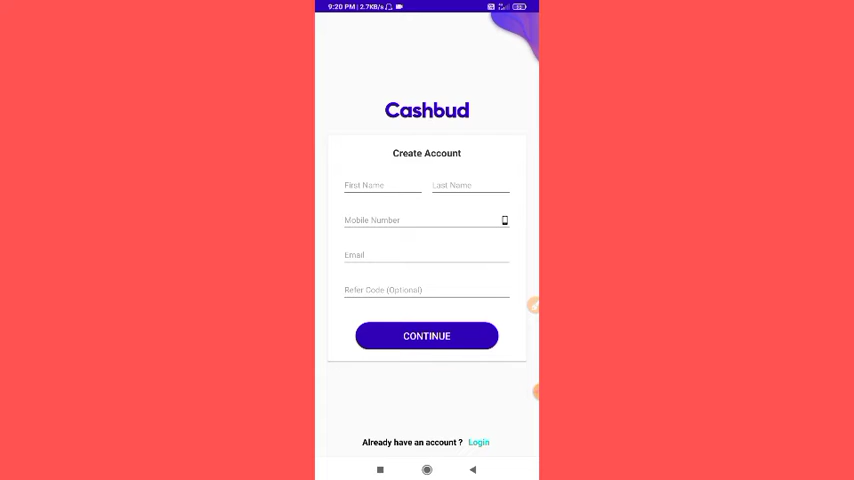 9:20 PM | 2.7KB/s
Cashbud
Create Account
First Name Last Name
Mobile Number
Email
Refer Code (Optional)
CONTINUE
Already have an account ? Login